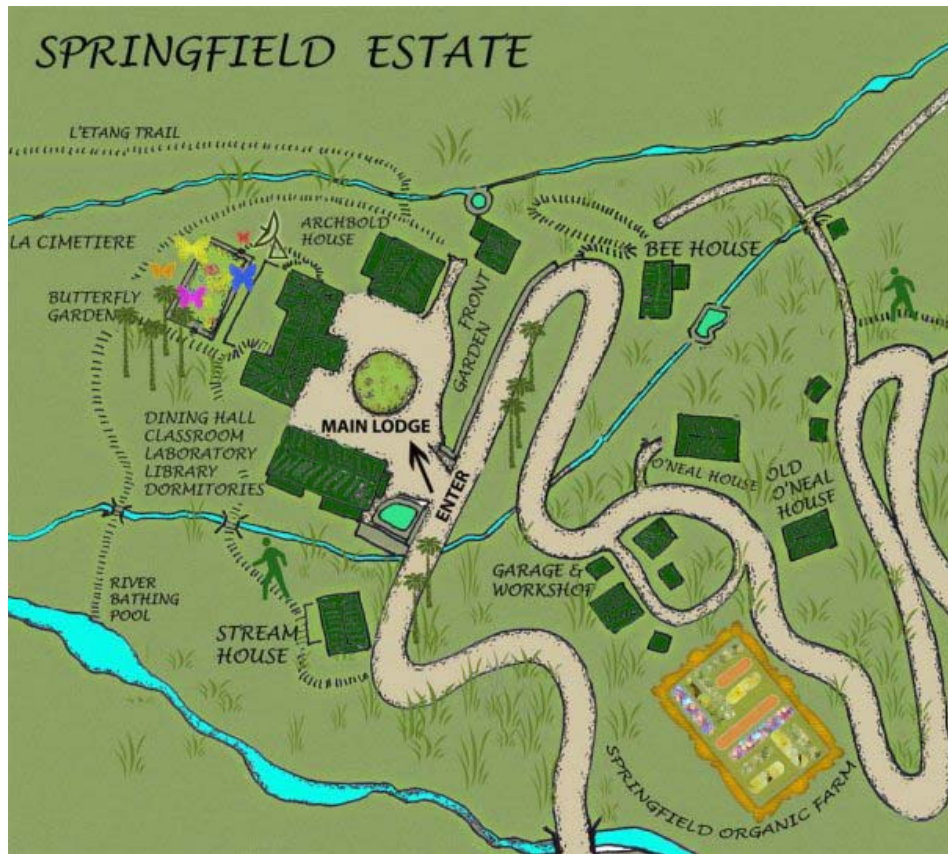 SPRINGFIELD ESTATE
L'ETANG TRAIL
LA CIMETIERE
ARCHBOLD
HOUSE
BEE HOUSE
BUTTERFLY
GARDEN
FRONT
GARDEN
DINING HALL
CLASSROOM
LABORATORY
LIBRARY
DORMITORIES
MAIN LODGE
ENTER
O'NEAL HOUSE
OLD
O'NEAL
HOUSE
GARAGE &
WORKSHOP
RIVER
BATHING
POOL
STREAM
HOUSE
SPRINGFIELD ORGANIC FARM